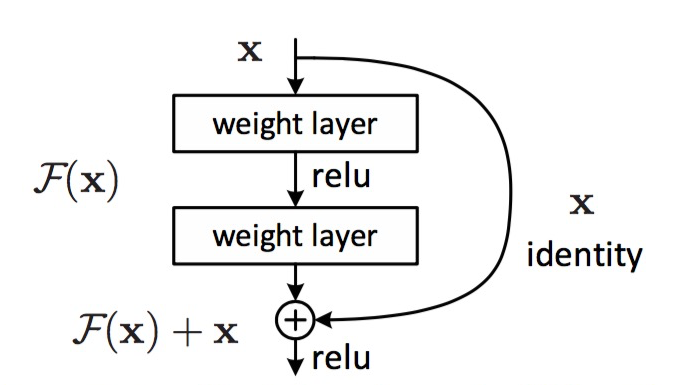 x
weight layer
F(x)
relu
x
weight layer
identity
F(x) + x
+
relu